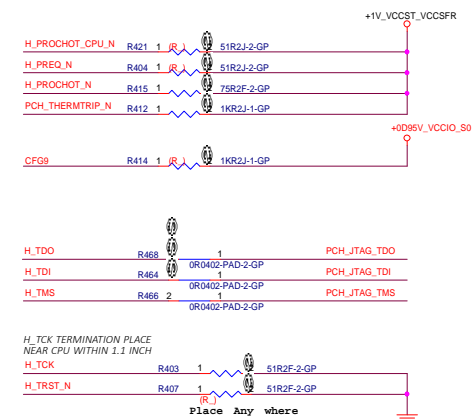 +1V_VCCST_VCCSFR
H_PROCHOT_CPU_N R421 1 (R_) 2 51R2J-2-GP
H_PREQ_N R404 1 (R_) 2 51R2J-2-GP
H_PROCHOT_N R415 1 2 75R2F-2-GP
PCH_THERMTRIP_N R412 1 2 1KR2J-1-GP
+0D95V_VCCIO_S0
CFG9 R414 1 (R_) 2 1KR2J-1-GP
H_TDO R468 1 PCH_JTAG_TDO
0R0402-PAD-2-GP
H_TDI R464 1 PCH_JTAG_TDI
H_TMS R466 2 1 PCH_JTAG_TMS
0R0402-PAD-2-GP
H_TCK TERMINATION PLACE
NEAR CPU WITHIN 1.1 INCH
H_TCK R403 1 2 51R2F-2-GP
H_TRST_N R407 1 2 51R2F-2-GP
(R_)
Place Any where